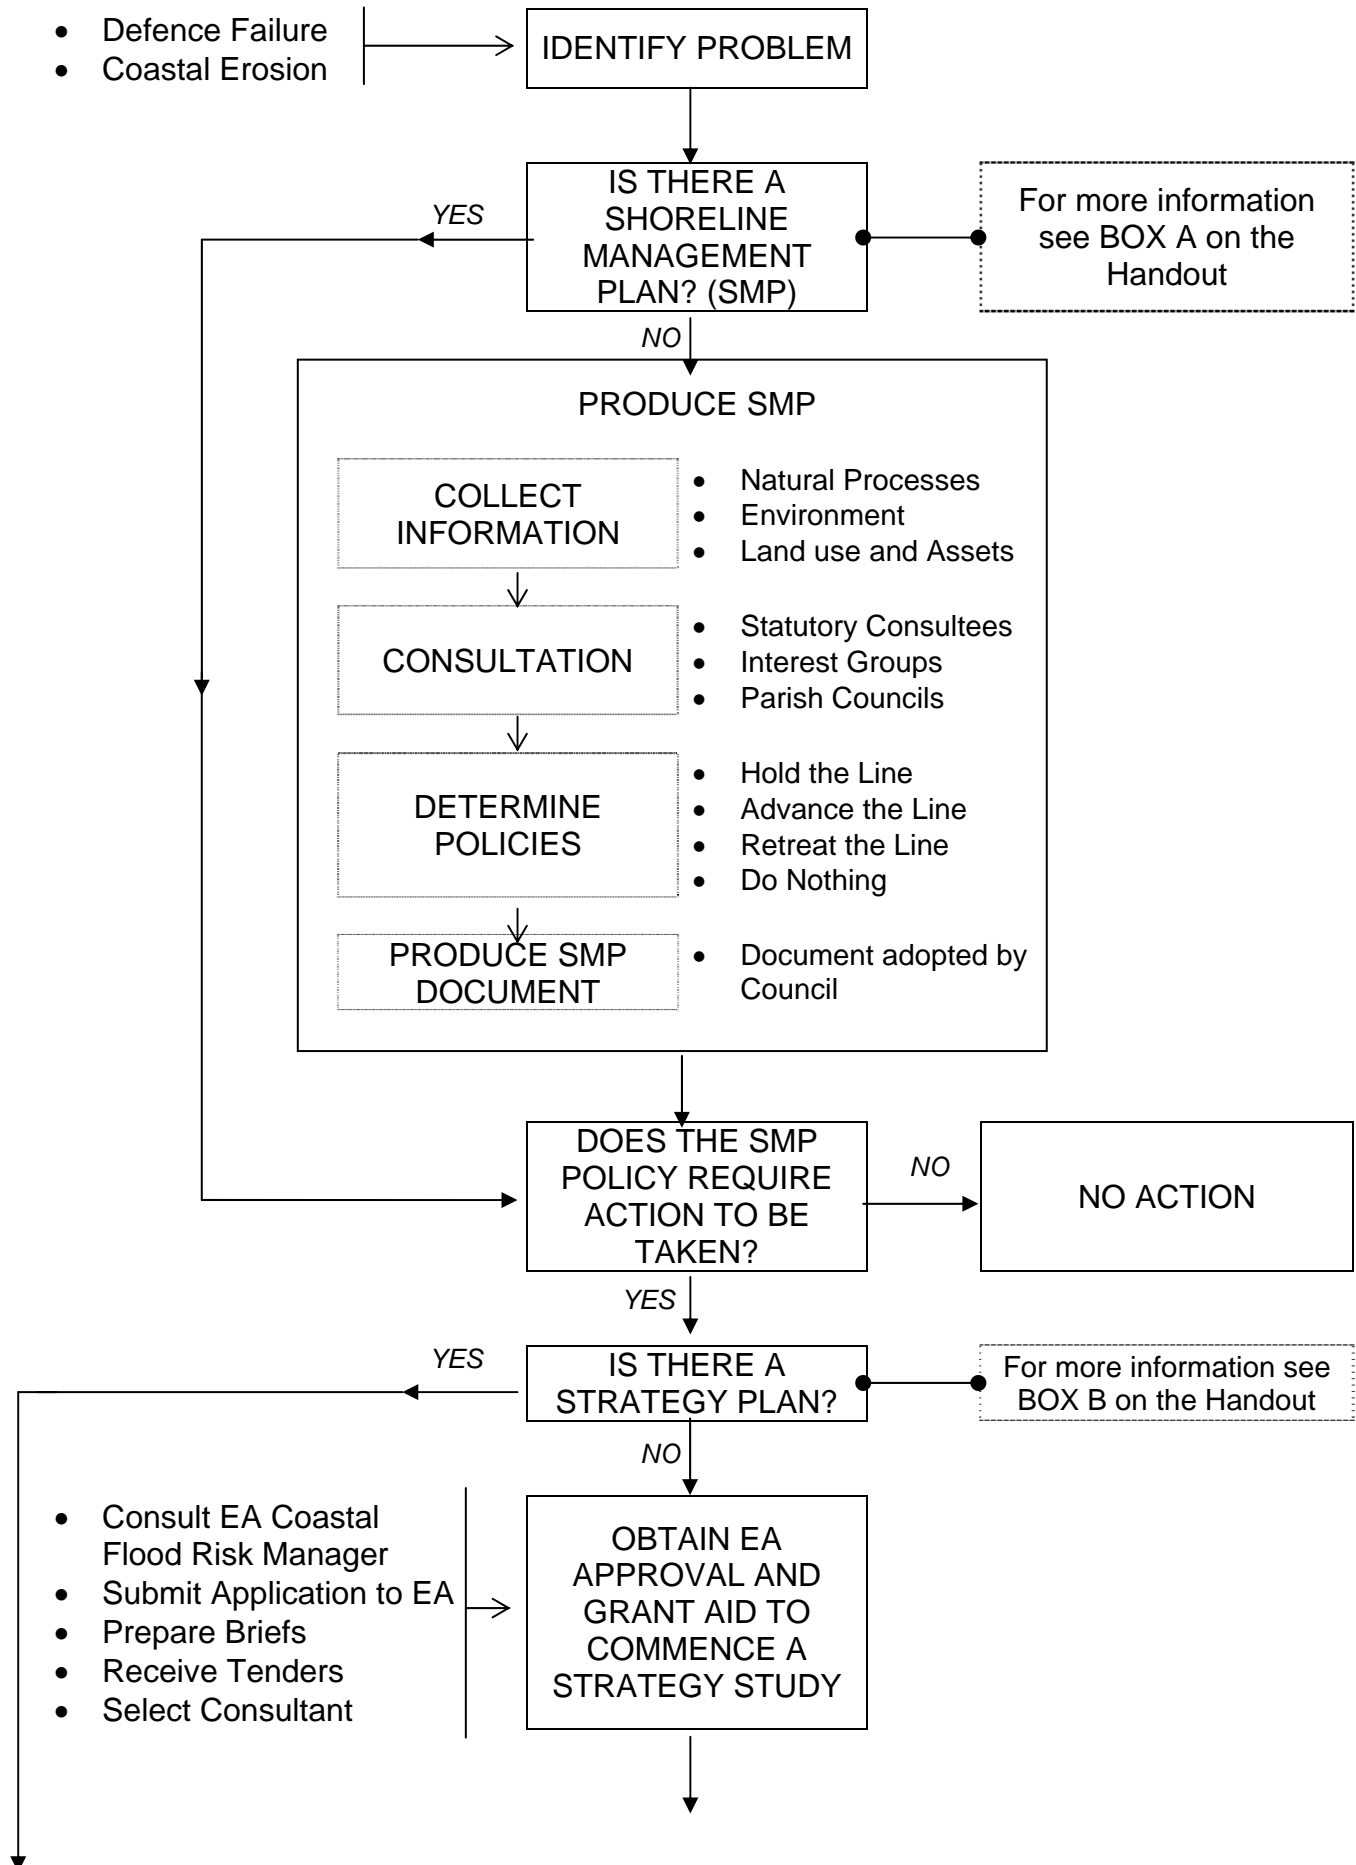 • Defence Failure
• Coastal Erosion
IDENTIFY PROBLEM
IS THERE A
SHORELINE
MANAGEMENT
PLAN? (SMP)
YES
For more information
see BOX A on the
Handout
NO
PRODUCE SMP
COLLECT
INFORMATION
• Natural Processes
• Environment
• Land use and Assets
CONSULTATION
• Statutory Consultees
• Interest Groups
• Parish Councils
DETERMINE
POLICIES
• Hold the Line
• Advance the Line
• Retreat the Line
• Do Nothing
PRODUCE SMP
DOCUMENT
• Document adopted by
Council
DOES THE SMP
POLICY REQUIRE
ACTION TO BE
TAKEN?
NO
NO ACTION
YES
IS THERE A
STRATEGY PLAN?
YES
For more information see
BOX B on the Handout
NO
• Consult EA Coastal
Flood Risk Manager
• Submit Application to EA
• Prepare Briefs
• Receive Tenders
• Select Consultant
OBTAIN EA
APPROVAL AND
GRANT AID TO
COMMENCE A
STRATEGY STUDY